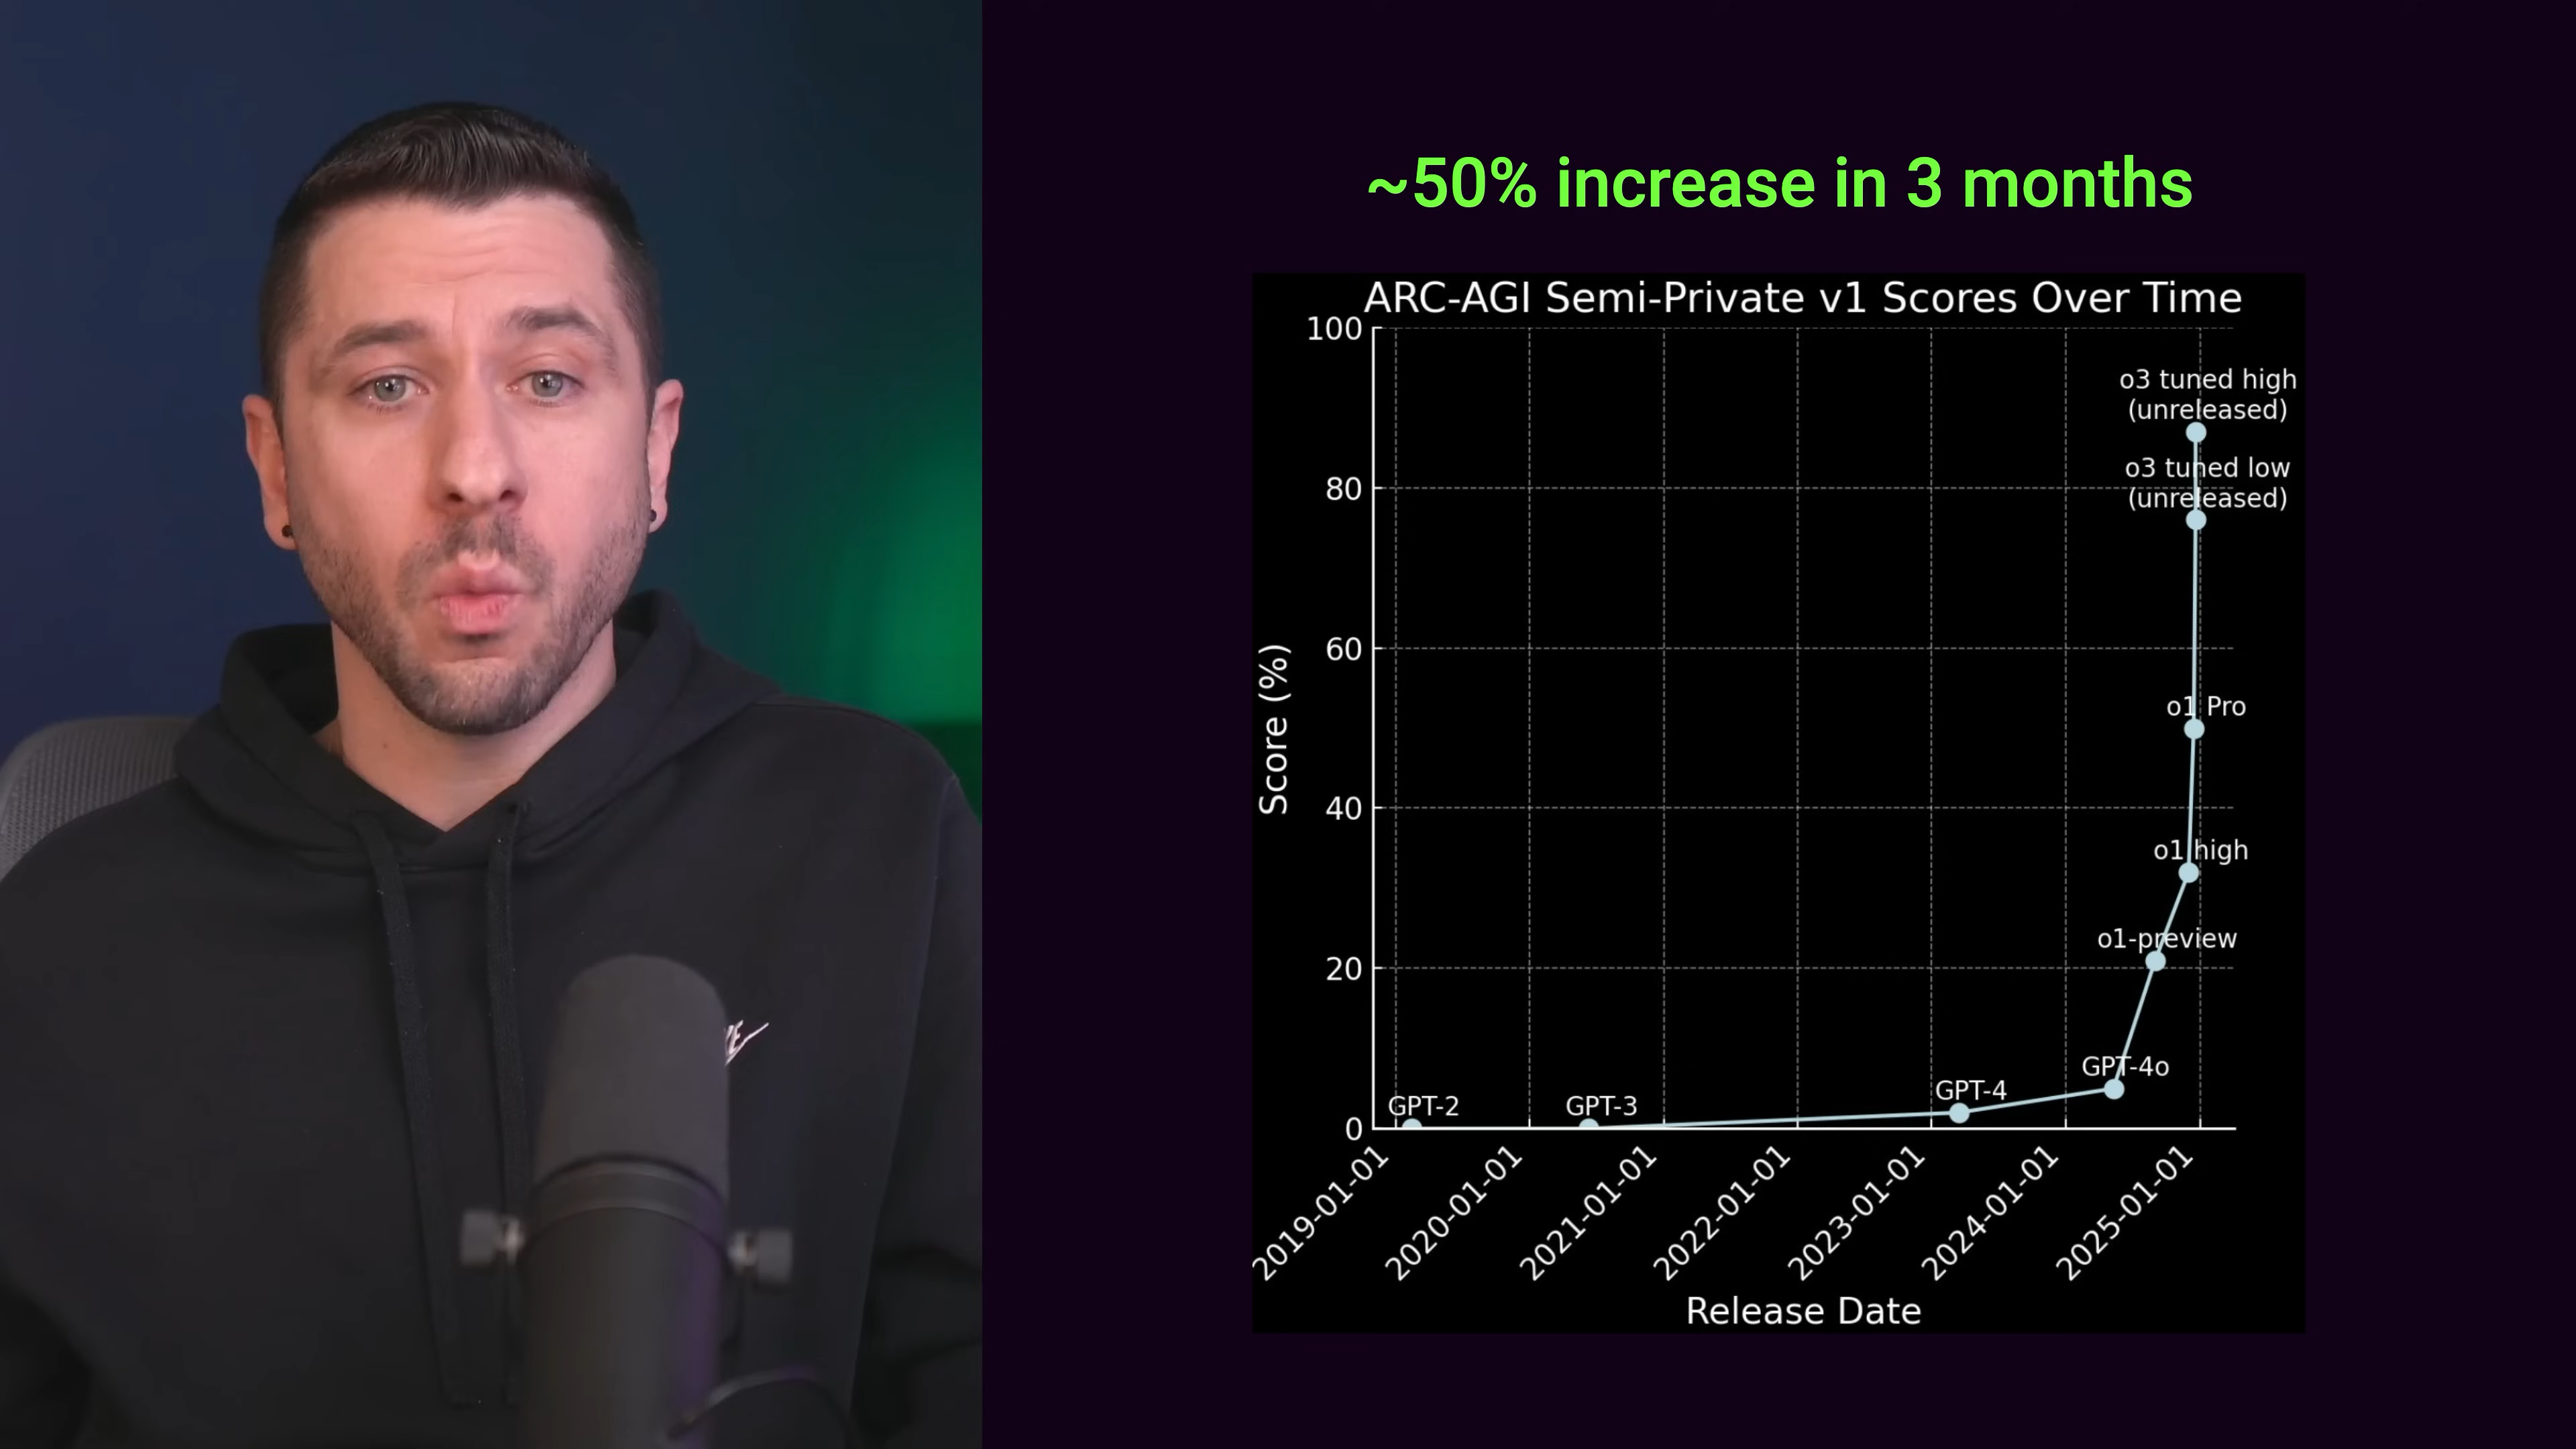 ~50% increase in 3 months
ARC-AGI Semi-Private v1 Scores Over Time
100
80
60
40
20
0
Score (%)
o3 tuned high
(unreleased)
o3 tuned low
(unreleased)
o1 Pro
o1 high
o1-preview
GPT-4o
GPT-4
GPT-3
GPT-2
2019-01-01
2020-01-01
2021-01-01
2022-01-01
2023-01-01
2024-01-01
2025-01-01
Release Date